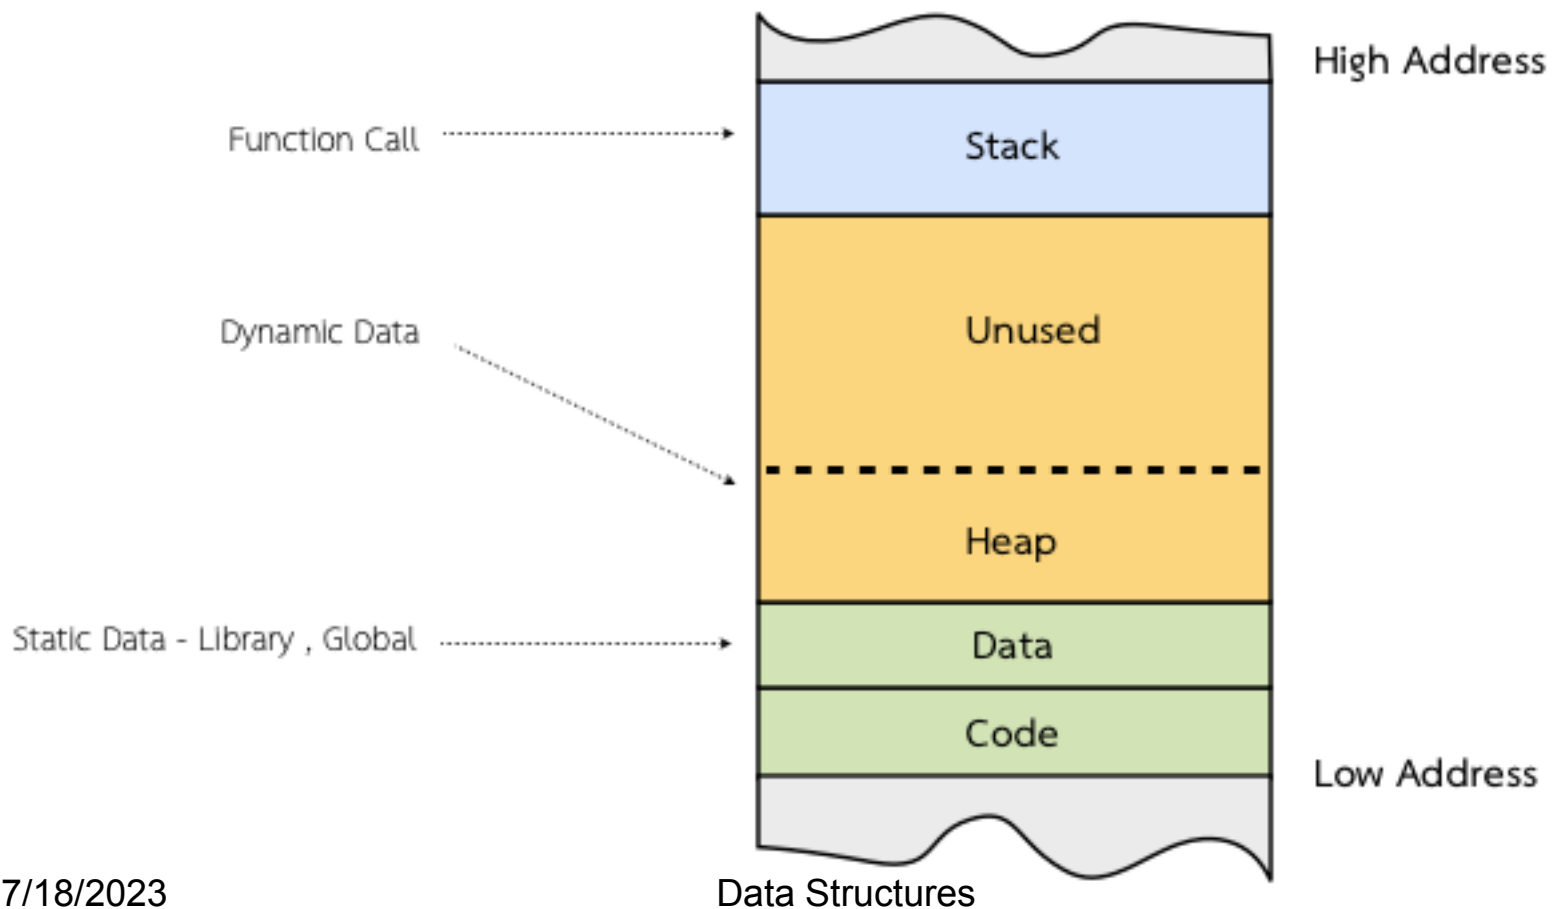 High Address
Function Call
Stack
Dynamic Data
Unused
Heap
Static Data - Library , Global
Data
Code
Low Address
7/18/2023
Data Structures